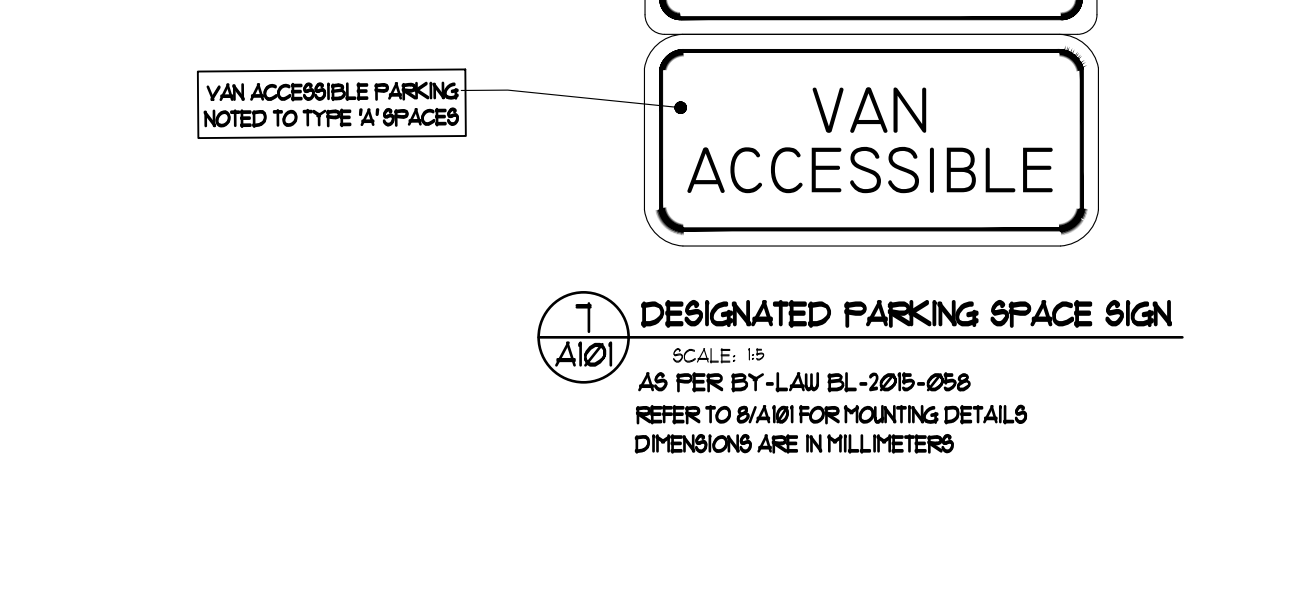 VAN ACCESSIBLE PARKING
NOTED TO TYPE 'A' SPACES
VAN
ACCESSIBLE
7
A101
DESIGNATED PARKING SPACE SIGN
SCALE: 1:5
AS PER BY-LAW BL-2015-058
REFER TO 8/A101 FOR MOUNTING DETAILS
DIMENSIONS ARE IN MILLIMETERS